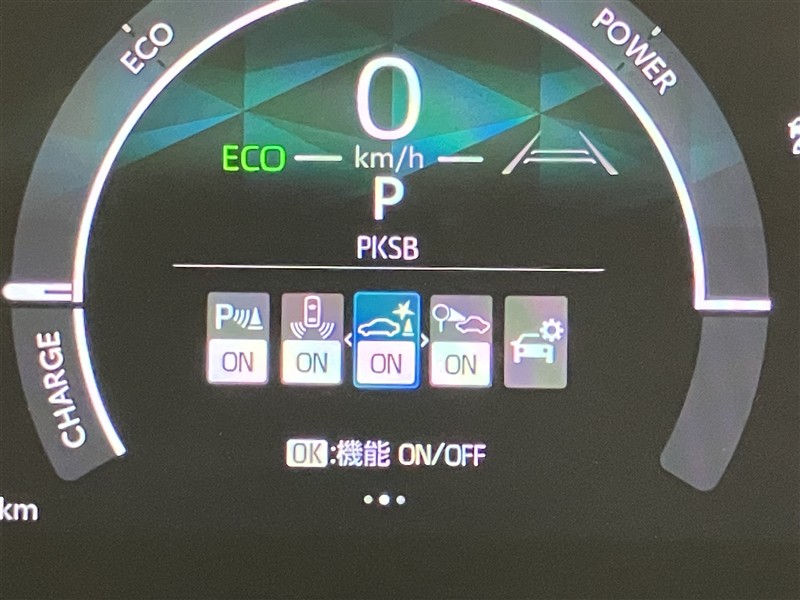 ECO
POWER
0
ECO km/h
P
PKSB
P
ON ON ON ON
CHARGE
OK:機能 ON/OFF
km